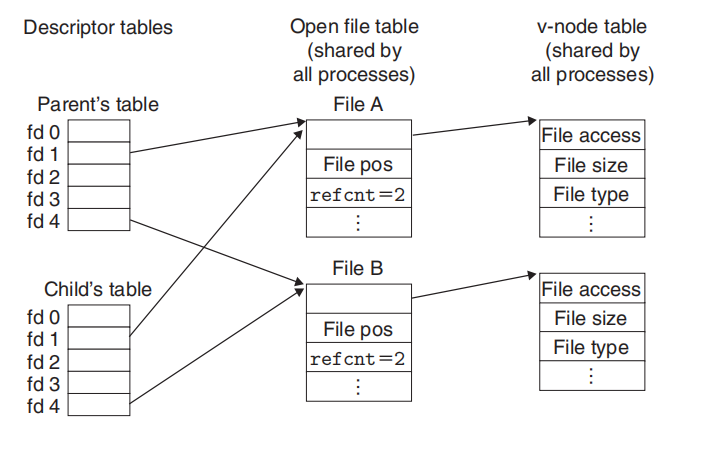 Descriptor tables
Open file table
(shared by
all processes)
v-node table
(shared by
all processes)
Parent's table
fd 0
fd 1
fd 2
fd 3
fd 4
Child's table
fd 0
fd 1
fd 2
fd 3
fd 4
File A
File pos
refcnt=2
⋮
File B
File pos
refcnt=2
⋮
File access
File size
File type
⋮
File access
File size
File type
⋮